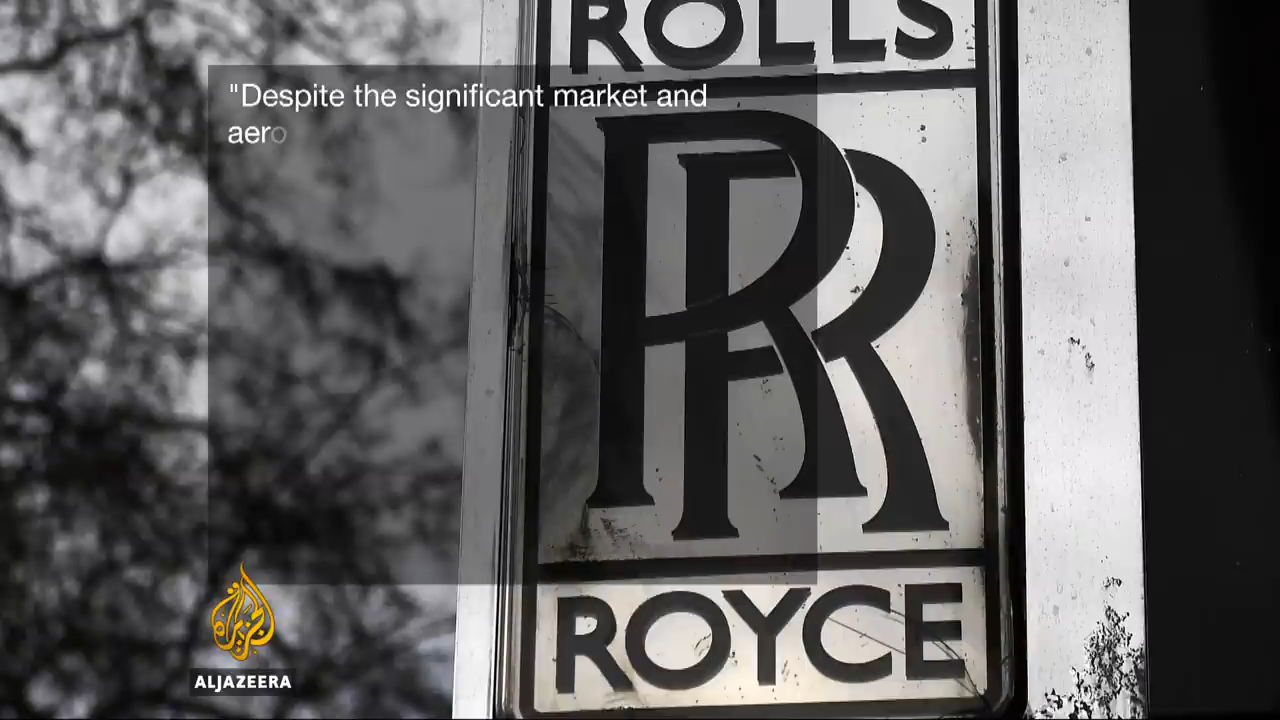 ROLLS
"Despite the significant market and
aero
RR
ROYCE
ALJAZEERA